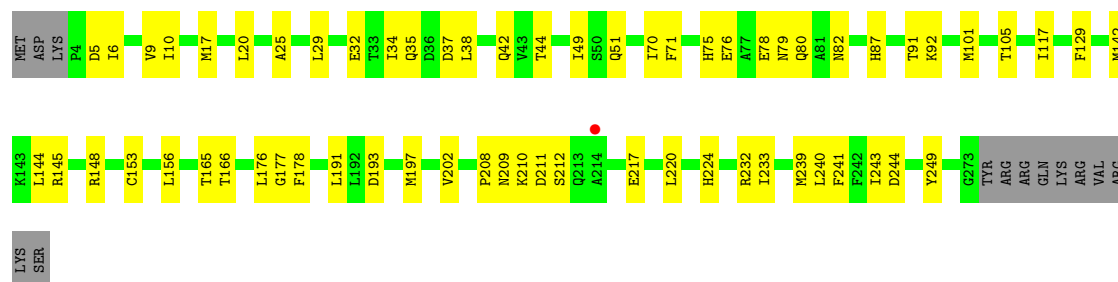 MET ASP LYS P4 D5 I6 V9 I10 M17 L20 A25 L29 E32 T33 I34 Q35 D36 D37 L38 Q42 V43 T44 I49 S50 Q51 I70 F71 H75 E76 A77 E78 N79 Q80 A81 N82 H87 T91 K92 M101 T105 I117 F129 M142
K143 L144 R145 R148 C153 L156 T165 T166 L176 G177 F178 L191 L192 D193 M197 V202 P208 N209 K210 D211 S212 Q213 A214 E217 L220 H224 R232 I233 M239 L240 F241 F242 I243 D244 Y249 G273 TYR ARG ARG GLN LYS ARG VAL ARG
LYS SER